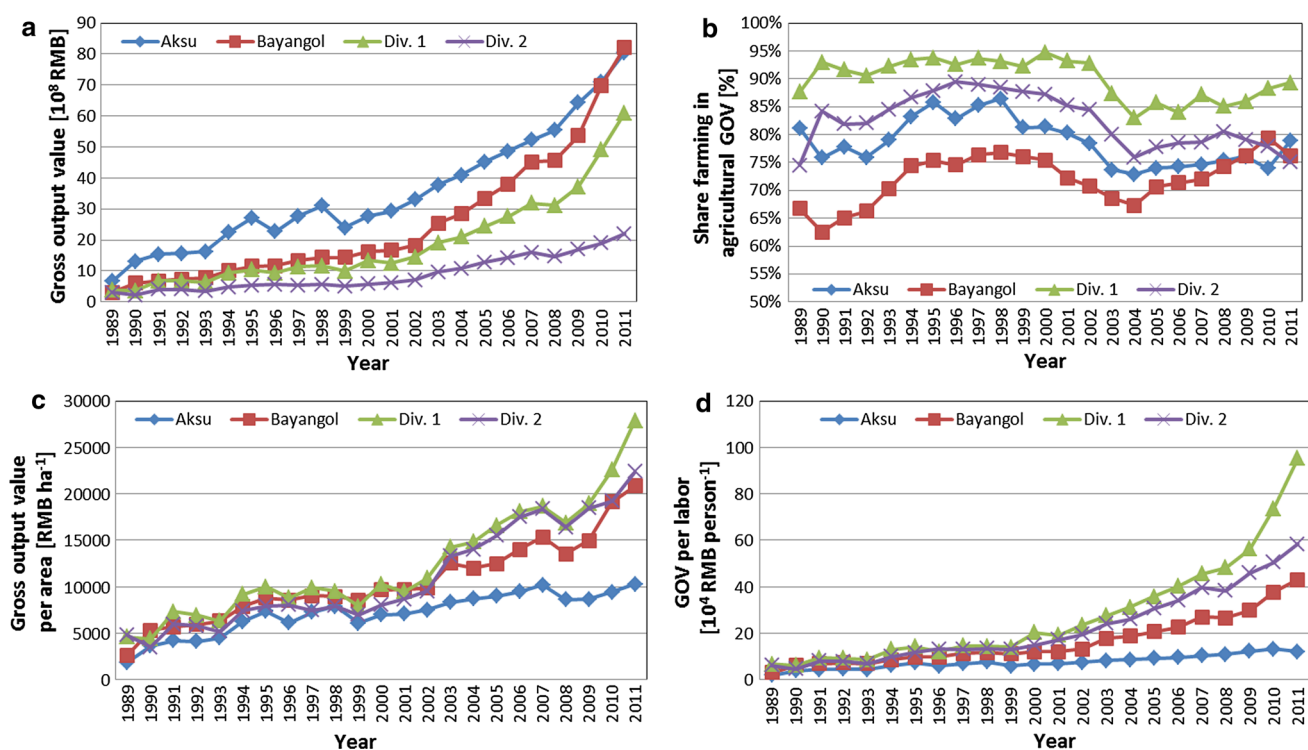 a
Gross output value [10⁸ RMB]
90
80
70
60
50
40
30
20
10
0
Aksu Bayangol Div. 1 Div. 2
1989 1990 1991 1992 1993 1994 1995 1996 1997 1998 1999 2000 2001 2002 2003 2004 2005 2006 2007 2008 2009 2010 2011
Year
b
Share farming in
agricultural GOV [%]
100%
95%
90%
85%
80%
75%
70%
65%
60%
55%
50%
Aksu Bayangol Div. 1 Div. 2
1989 1990 1991 1992 1993 1994 1995 1996 1997 1998 1999 2000 2001 2002 2003 2004 2005 2006 2007 2008 2009 2010 2011
Year
c
Gross output value
per area [RMB ha⁻¹]
30000
25000
20000
15000
10000
5000
0
Aksu Bayangol Div. 1 Div. 2
1989 1990 1991 1992 1993 1994 1995 1996 1997 1998 1999 2000 2001 2002 2003 2004 2005 2006 2007 2008 2009 2010 2011
Year
d
GOV per labor
[10⁴ RMB person⁻¹]
120
100
80
60
40
20
0
Aksu Bayangol Div. 1 Div. 2
1989 1990 1991 1992 1993 1994 1995 1996 1997 1998 1999 2000 2001 2002 2003 2004 2005 2006 2007 2008 2009 2010 2011
Year